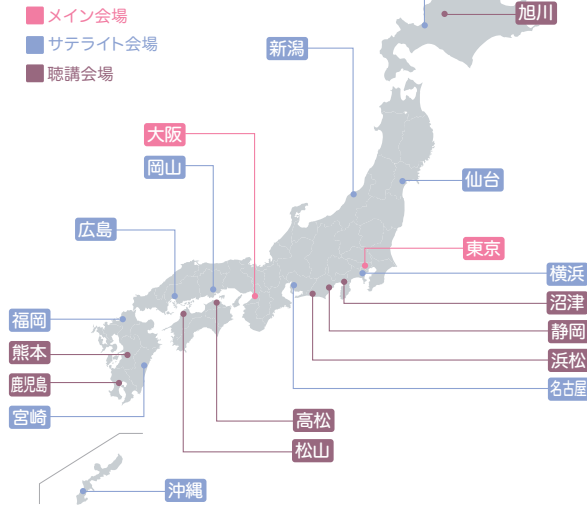 メイン会場
サテライト会場
聴講会場
旭川
新潟
大阪
岡山
仙台
広島
東京
横浜
沼津
福岡
静岡
熊本
浜松
鹿児島
名古屋
宮崎
高松
松山
沖縄